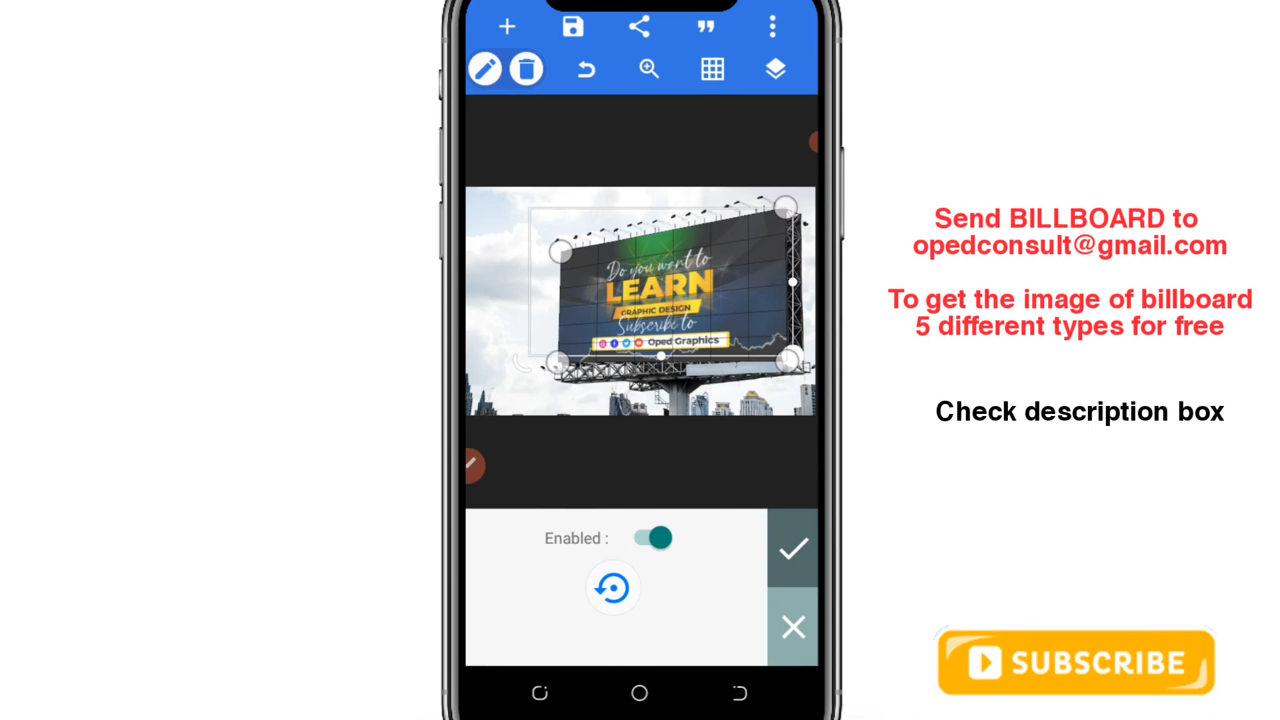 Do you want to
LEARN
GRAPHIC DESIGN
Subscribe to
Oped Graphics
Enabled :
Send BILLBOARD to
opedconsult@gmail.com
To get the image of billboard
5 different types for free
Check description box
SUBSCRIBE